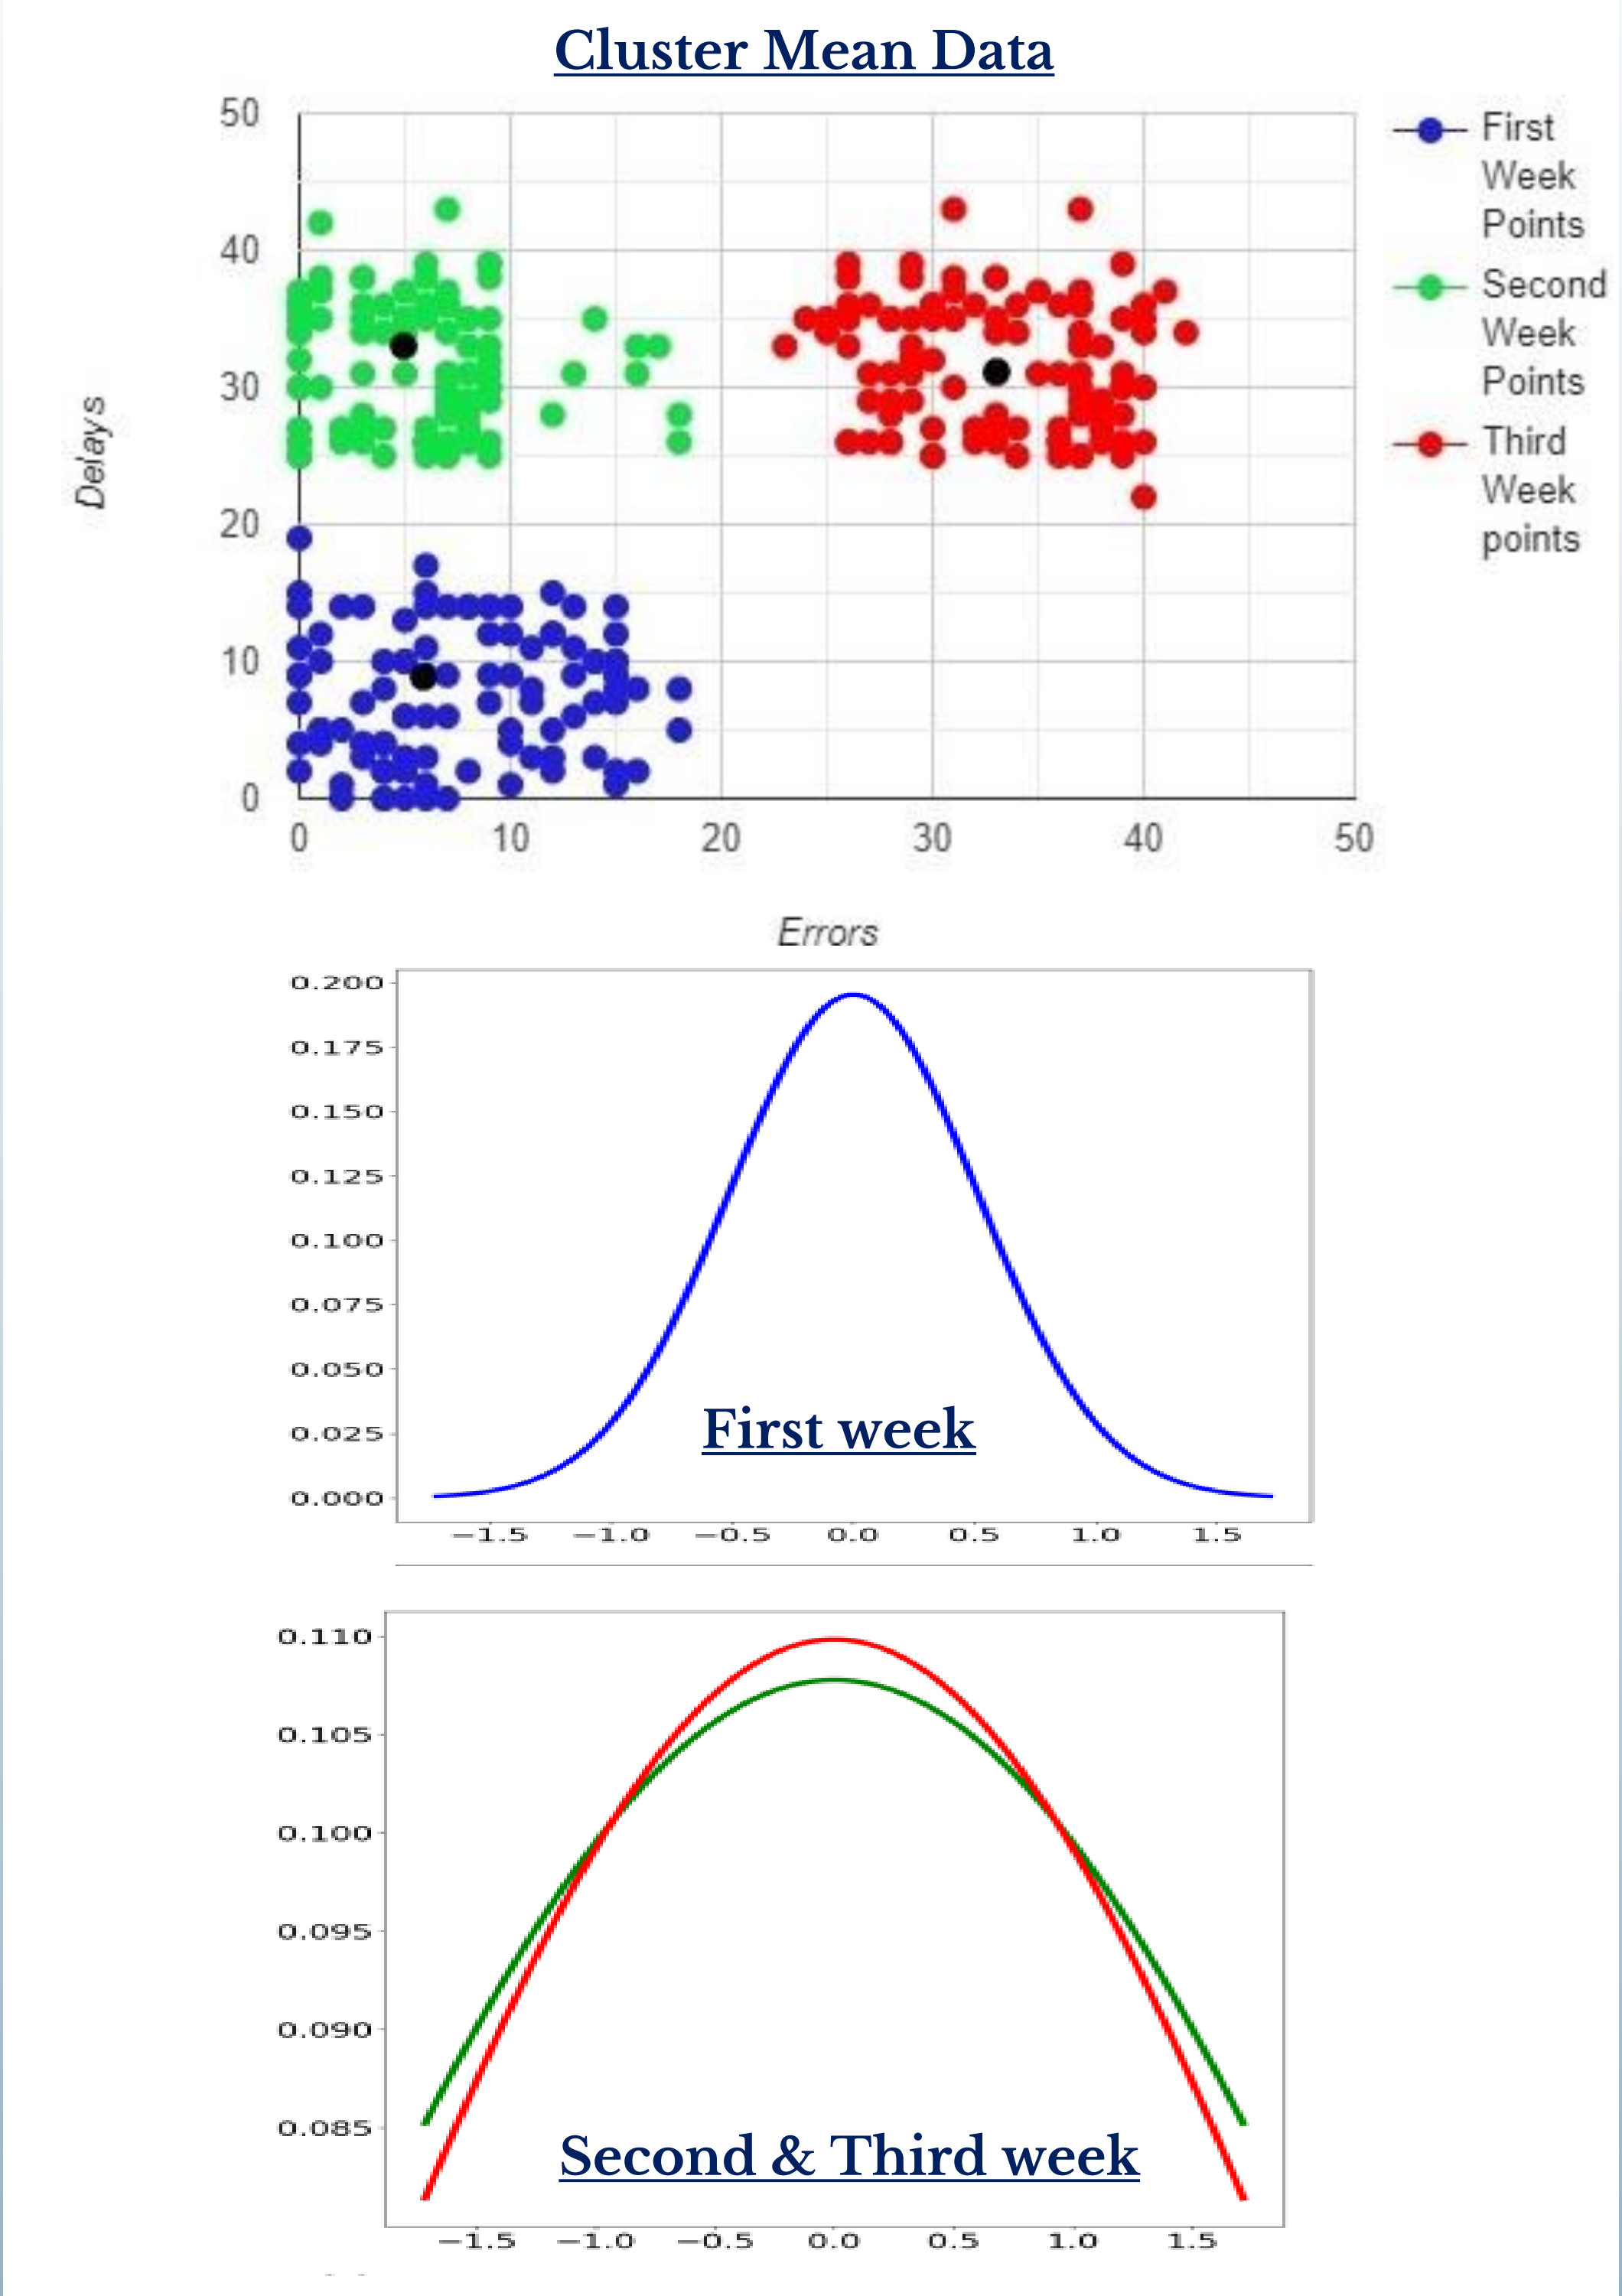 Cluster Mean Data
50
40
30
20
10
0
Delays
0 10 20 30 40 50
Errors
First
Week
Points
Second
Week
Points
Third
Week
points
0.200
0.175
0.150
0.125
0.100
0.075
0.050
0.025
0.000
First week
−1.5 −1.0 −0.5 0.0 0.5 1.0 1.5
0.110
0.105
0.100
0.095
0.090
0.085
Second & Third week
−1.5 −1.0 −0.5 0.0 0.5 1.0 1.5